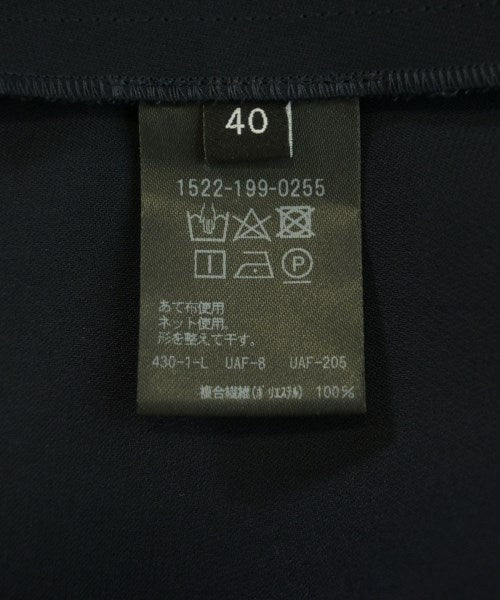 40
1522-199-0255
P
あて布使用
ネット使用。
形を整えて干す。
430-1-L UAF-8 UAF-205
複合繊維(ポリエステル) 100%